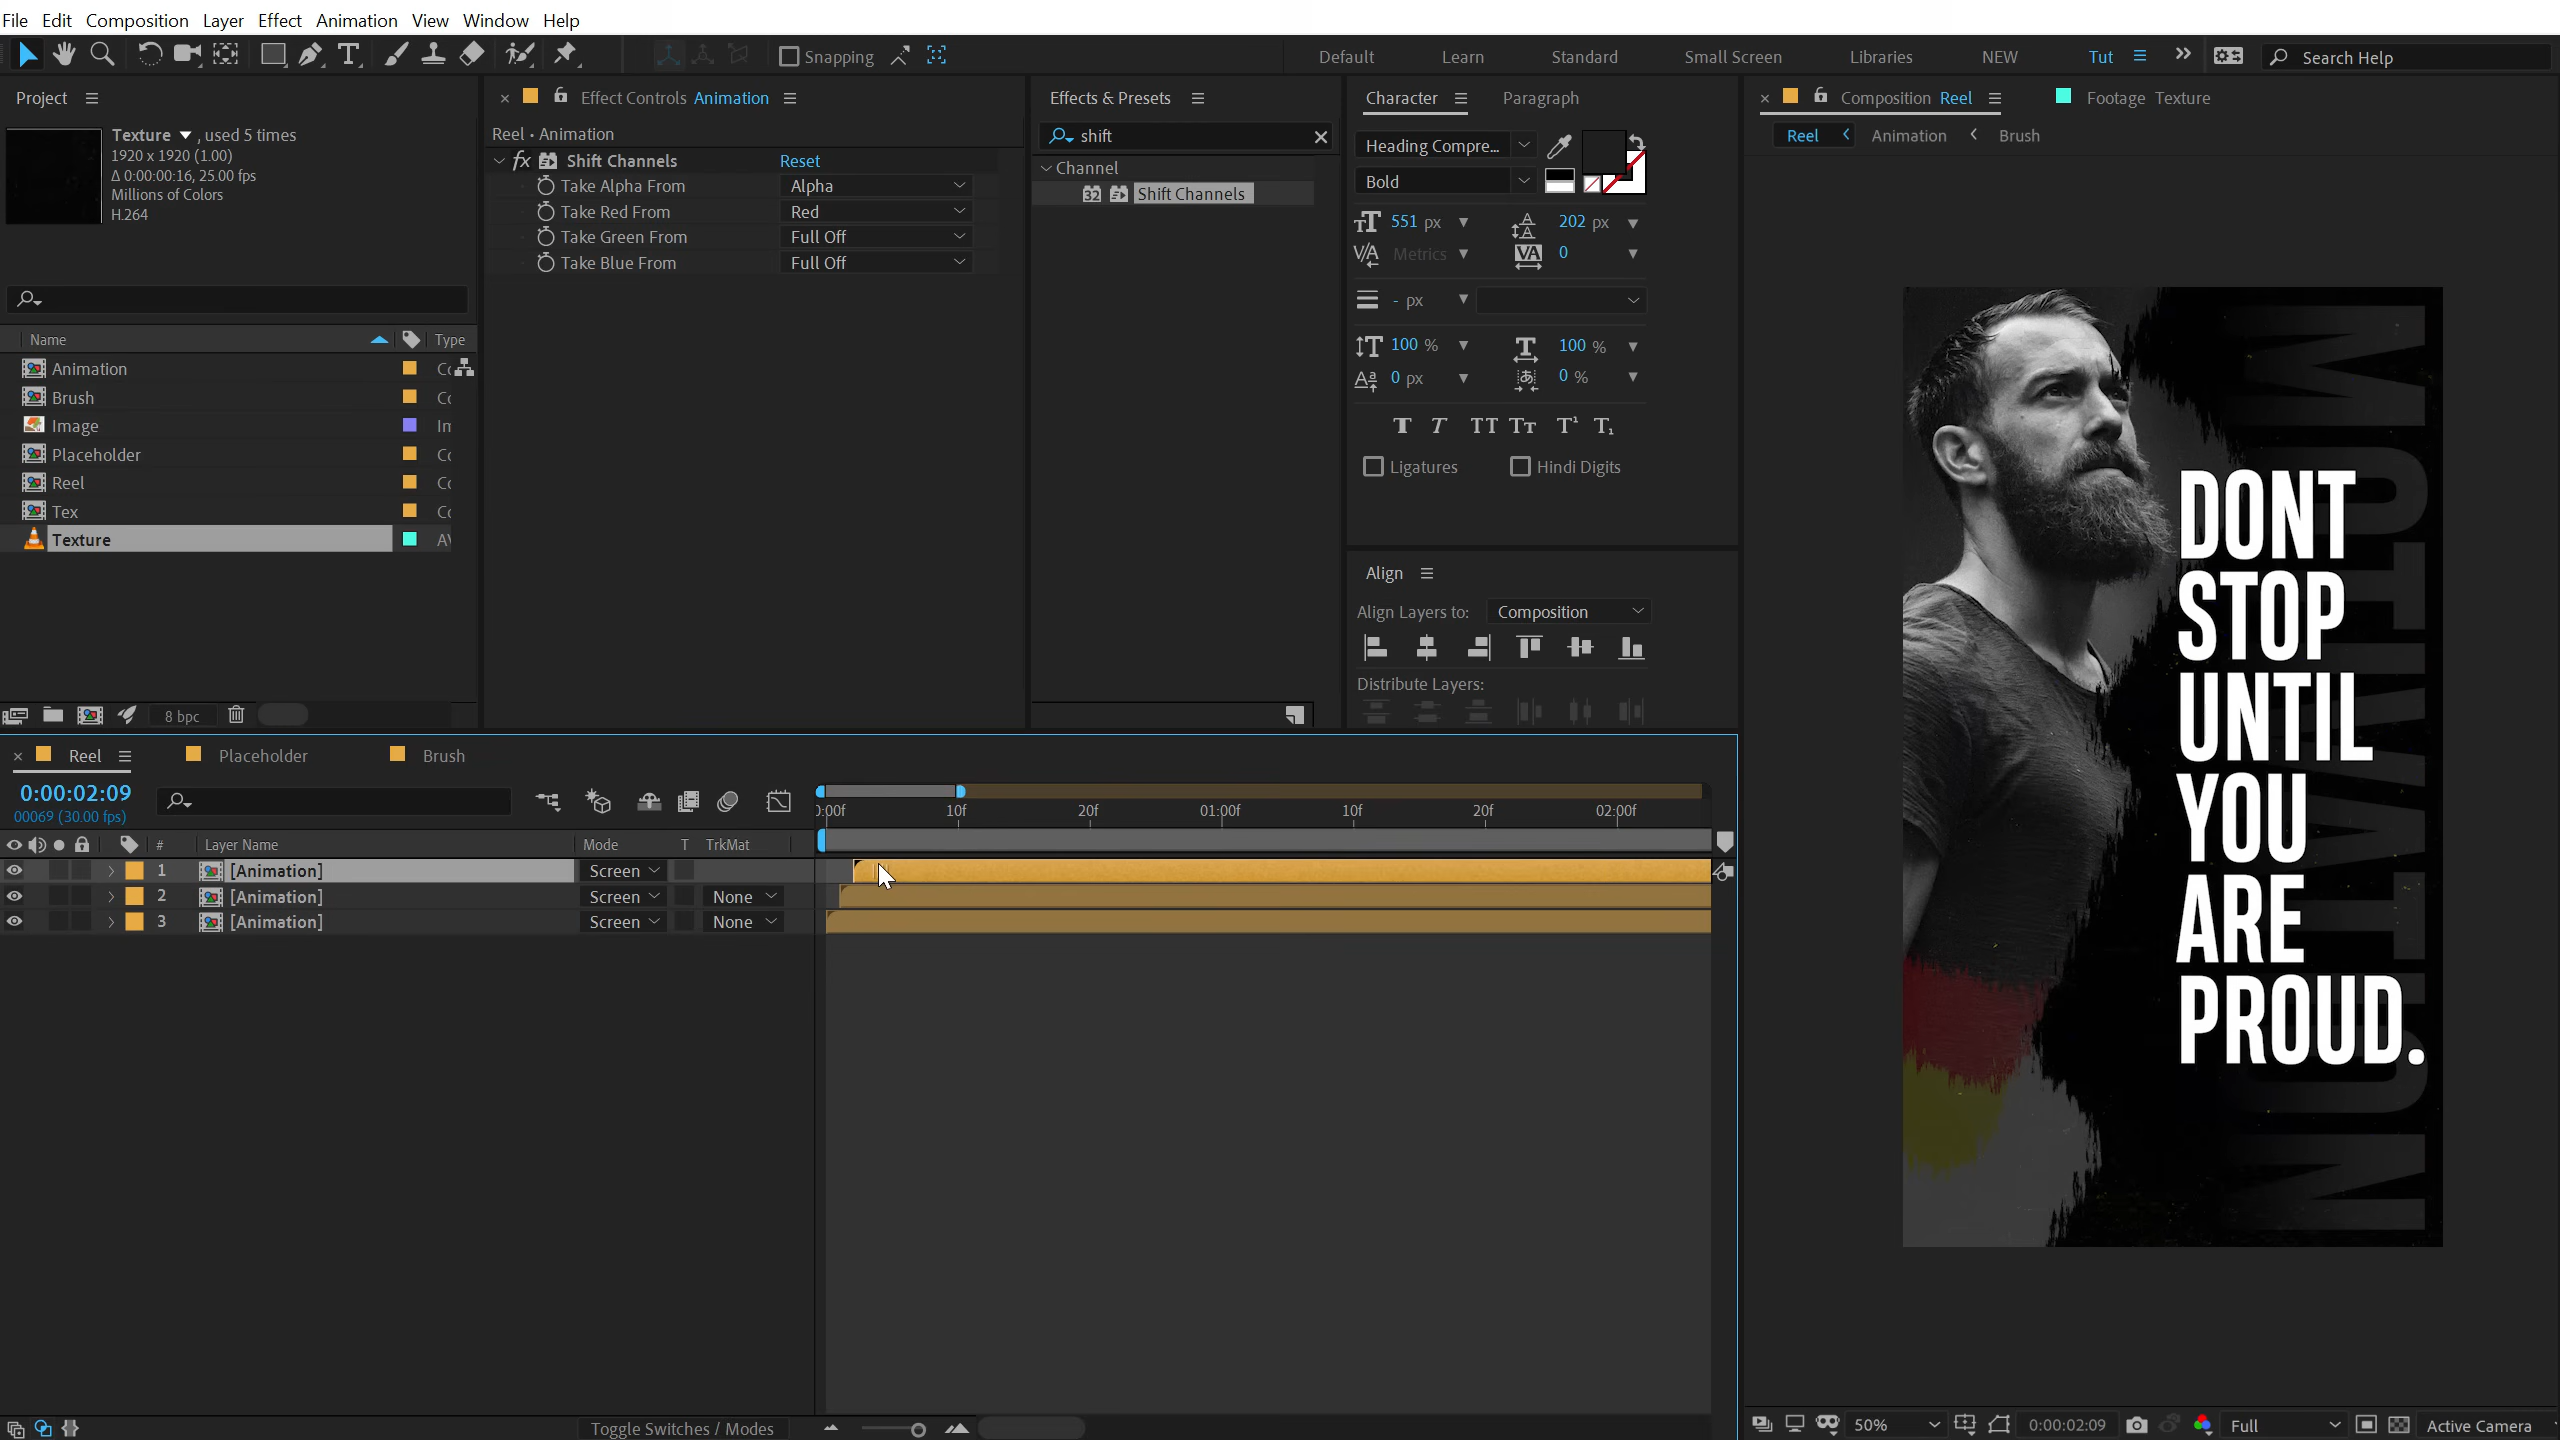 File Edit Composition Layer Effect Animation View Window Help
Snapping
Default Learn Standard Small Screen Libraries NEW Tut
Search Help
Project
Texture , used 5 times
1920 x 1920 (1.00)
Δ 0:00:00:16, 25.00 fps
Millions of Colors
H.264
Name Type
Animation
Brush
Image
Placeholder
Reel
Tex
Texture
8 bpc
Effect Controls Animation
Reel • Animation
fx Shift Channels Reset
Take Alpha From Alpha
Take Red From Red
Take Green From Full Off
Take Blue From Full Off
Effects & Presets
shift
Channel
32 Shift Channels
Character Paragraph
Heading Compre...
Bold
551 px 202 px
Metrics 0
- px
100 % 100 %
0 px 0 %
Ligatures Hindi Digits
Align
Align Layers to: Composition
Distribute Layers:
Composition Reel
Footage Texture
Reel Animation Brush
MOTIVATION
DONT
STOP
UNTIL
YOU
ARE
PROUD.
50% 0:00:02:09 Full Active Camera
Reel Placeholder Brush
0:00:02:09
00069 (30.00 fps)
0:00f 10f 20f 01:00f 10f 20f 02:00f
# Layer Name Mode T TrkMat
1 [Animation] Screen
2 [Animation] Screen None
3 [Animation] Screen None
Toggle Switches / Modes